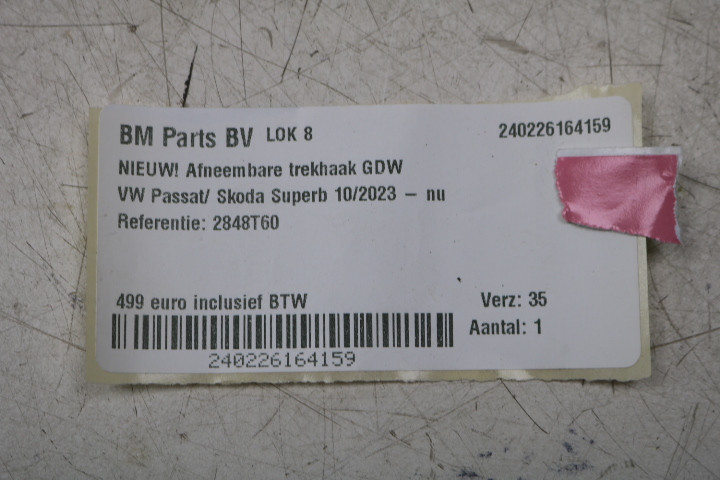 BM Parts BV LOK 8 240226164159
NIEUW! Afneembare trekhaak GDW
VW Passat/ Skoda Superb 10/2023 – nu
Referentie: 2848T60
499 euro inclusief BTW Verz: 35
Aantal: 1
240226164159